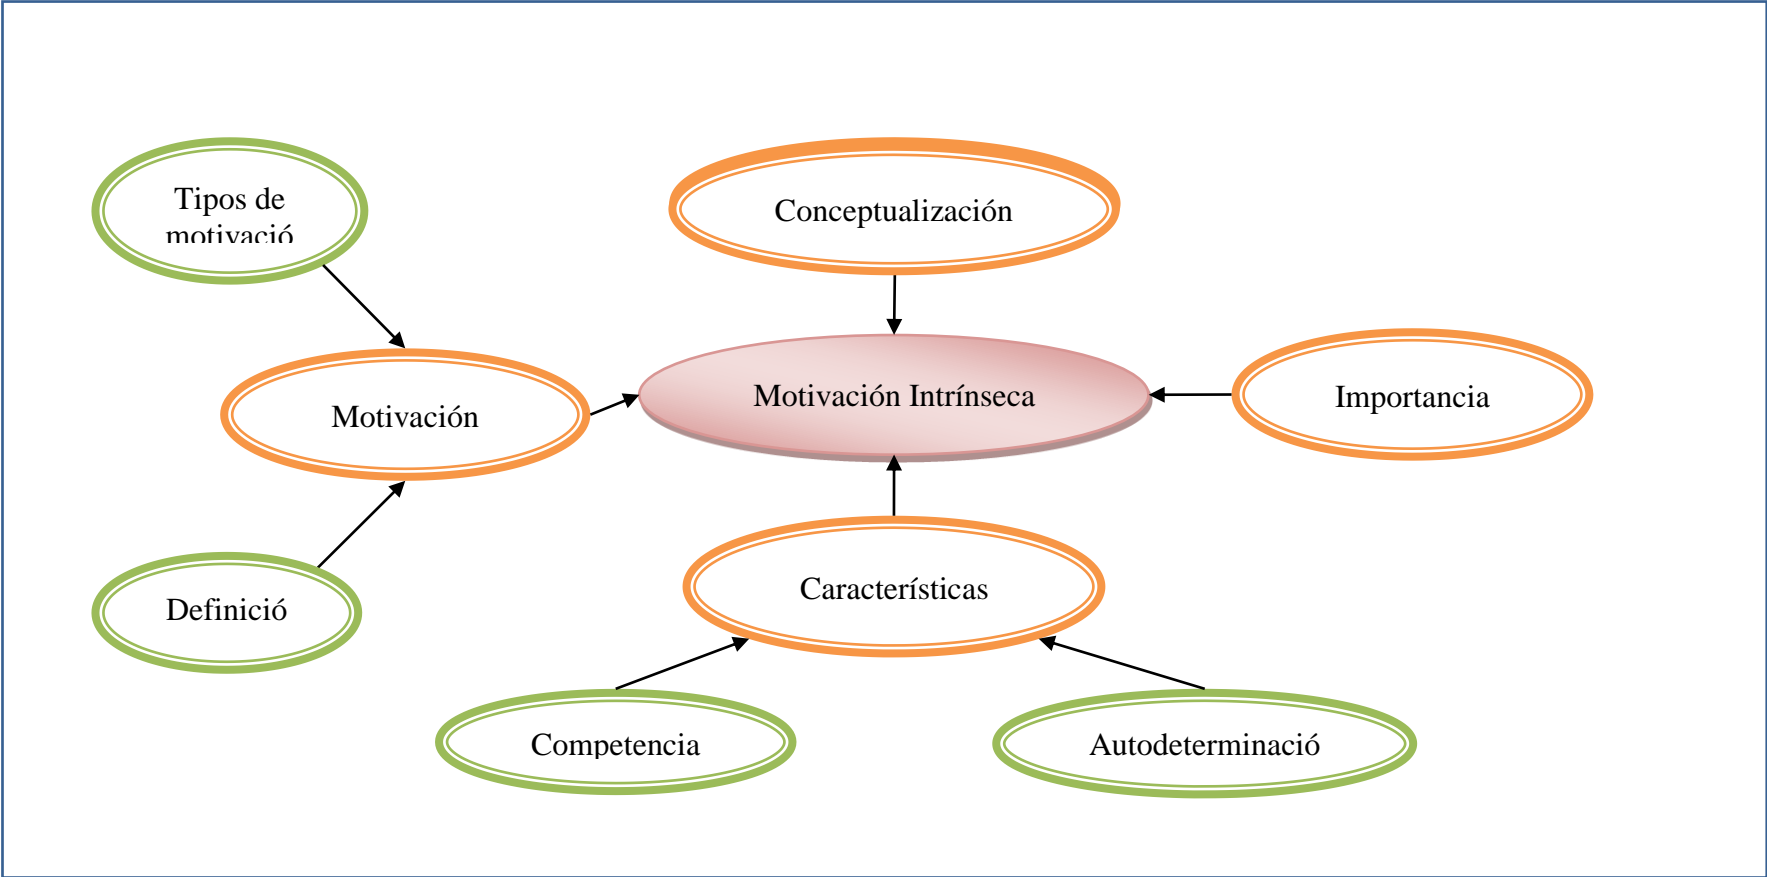 Tipos de
motivació
Conceptualización
Motivación Intrínseca
Importancia
Motivación
Características
Definició
Competencia
Autodeterminació